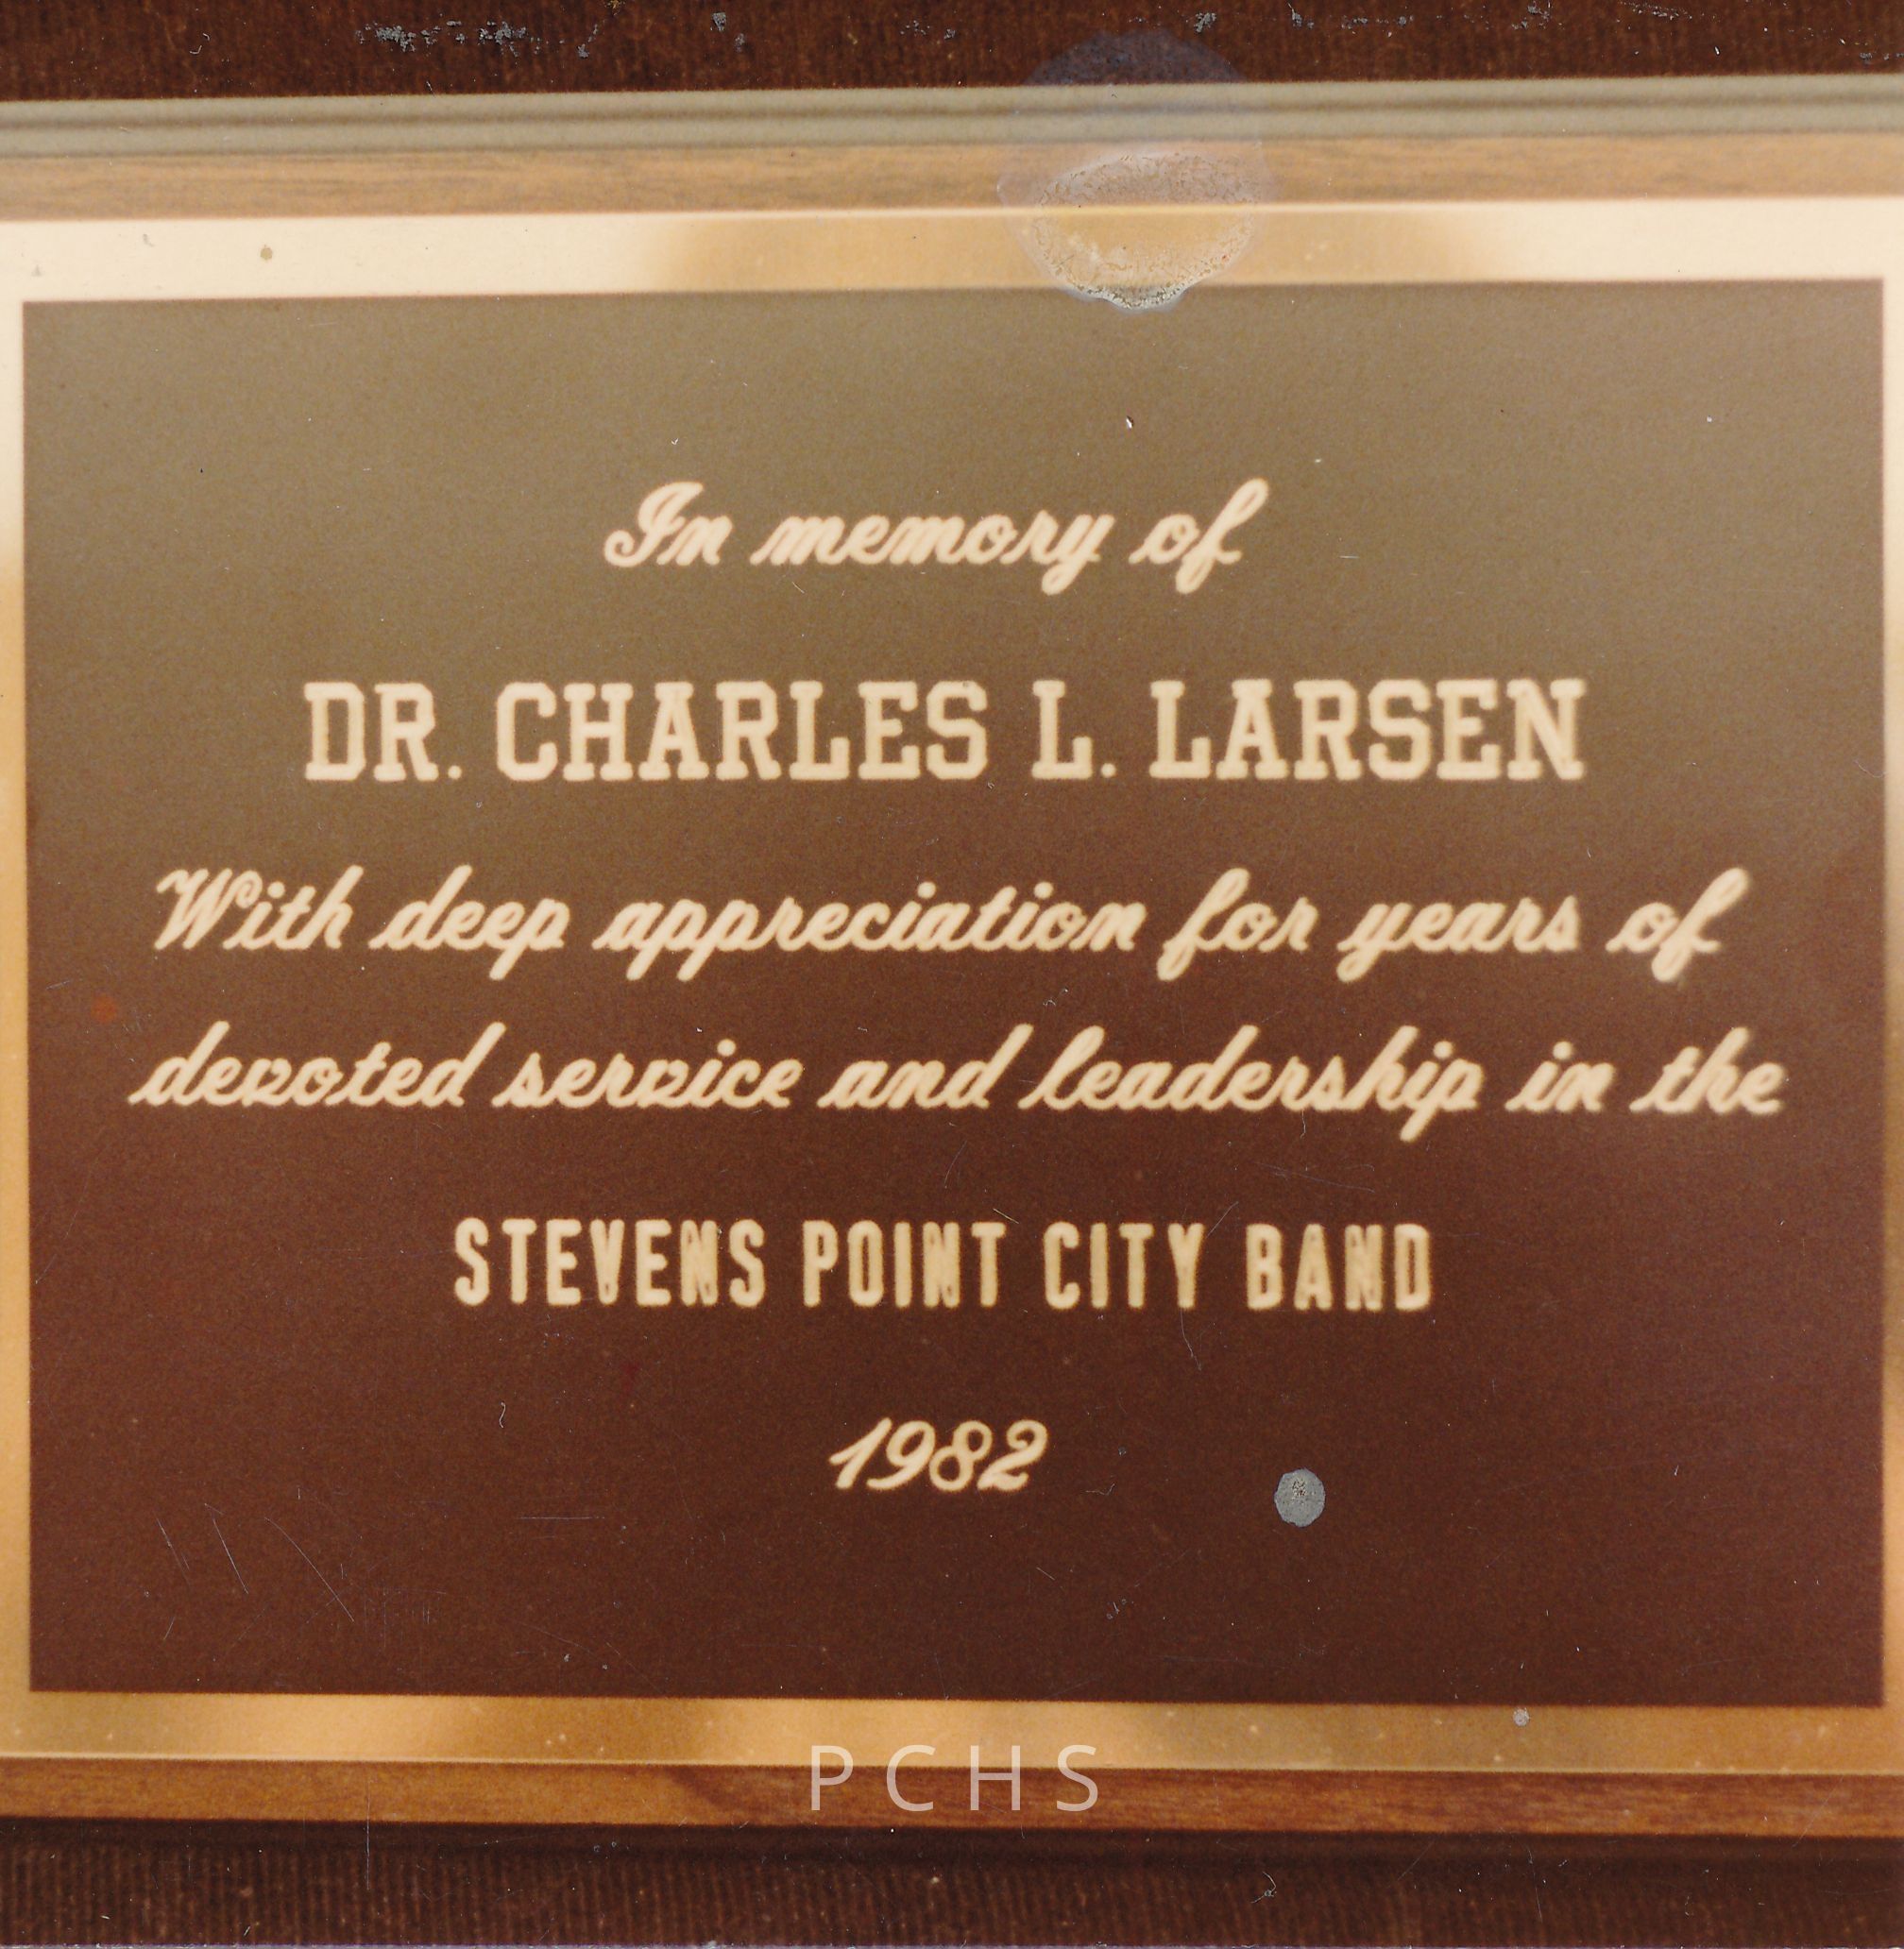 In memory of
DR. CHARLES L. LARSEN
With deep appreciation for years of
devoted service and leadership in the
STEVENS POINT CITY BAND
1982
PCHS